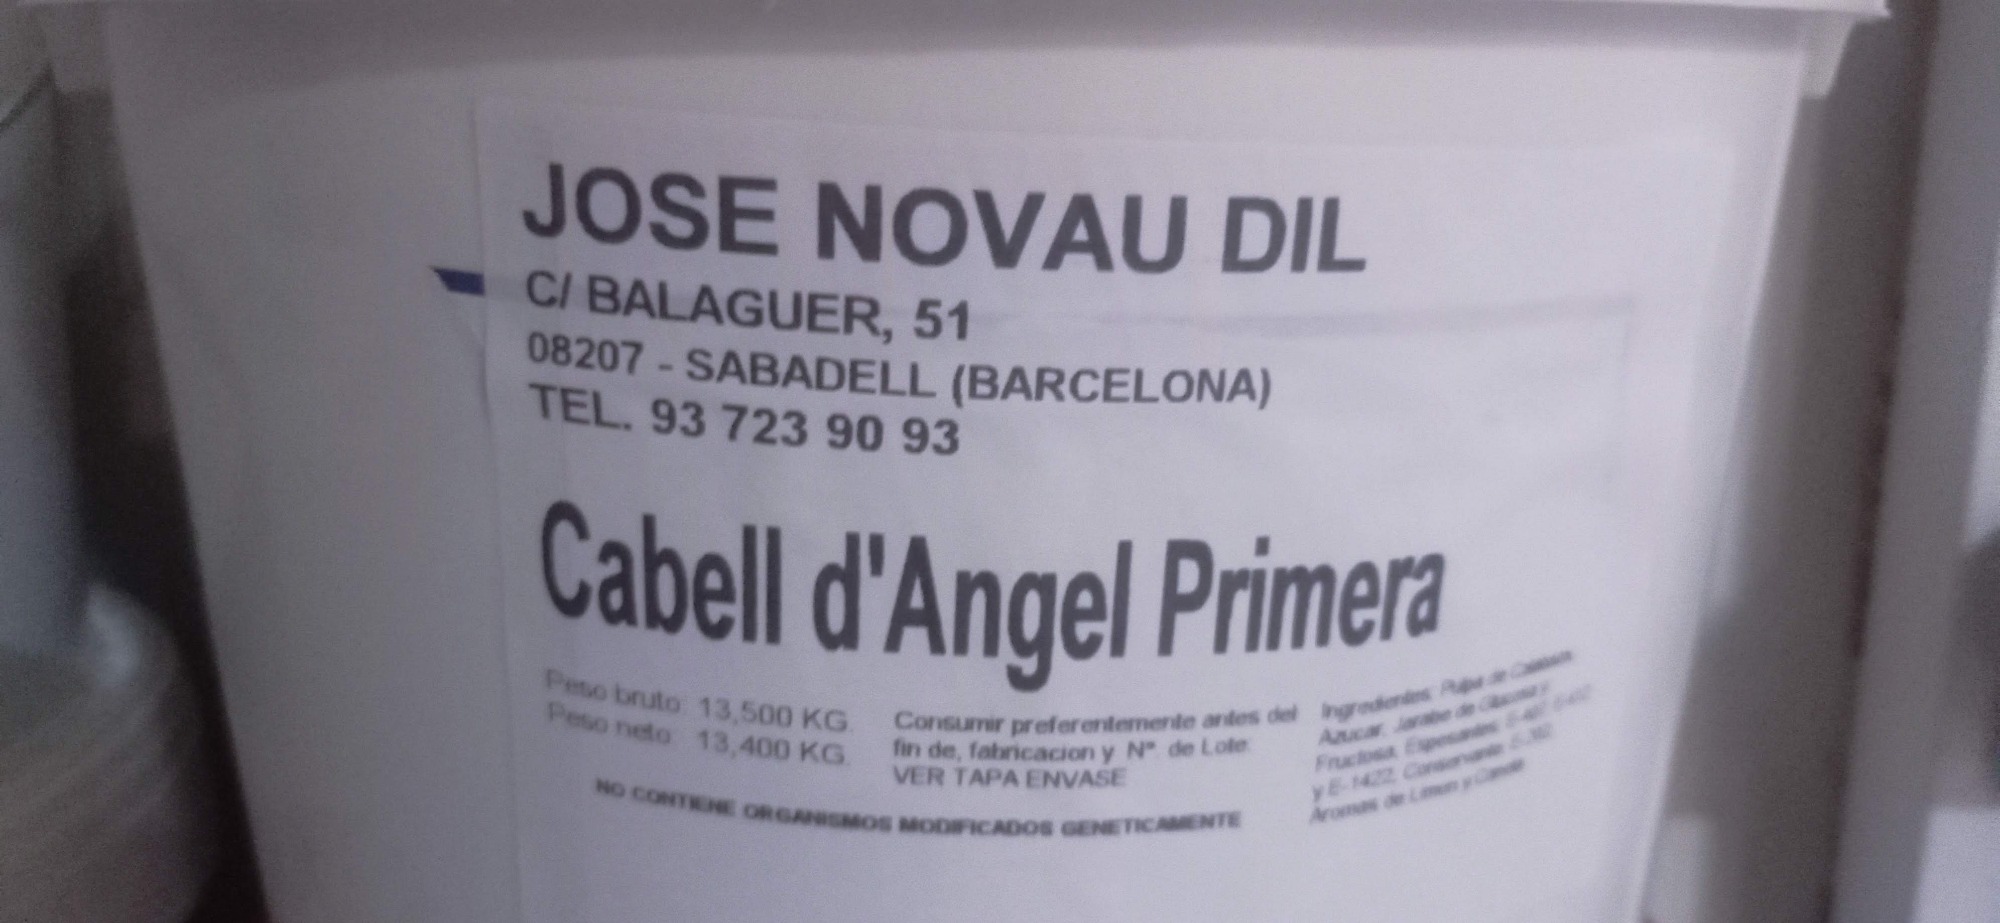 JOSE NOVAU DIL
C/ BALAGUER, 51
08207 - SABADELL (BARCELONA)
TEL. 93 723 90 93
Cabell d'Angel Primera
Peso bruto: 13,500 KG.
Peso neto: 13,400 KG.
Consumir preferentemente antes del
fin de, fabricacion y Nº. de Lote:
VER TAPA ENVASE
Ingredientes: Pulpa de
Azucar, Jarabe de Glucosa y
Fructosa, Espesantes:
y E-1422, Conservante:
Aromas de Limon y Canela
NO CONTIENE ORGANISMOS MODIFICADOS GENETICAMENTE